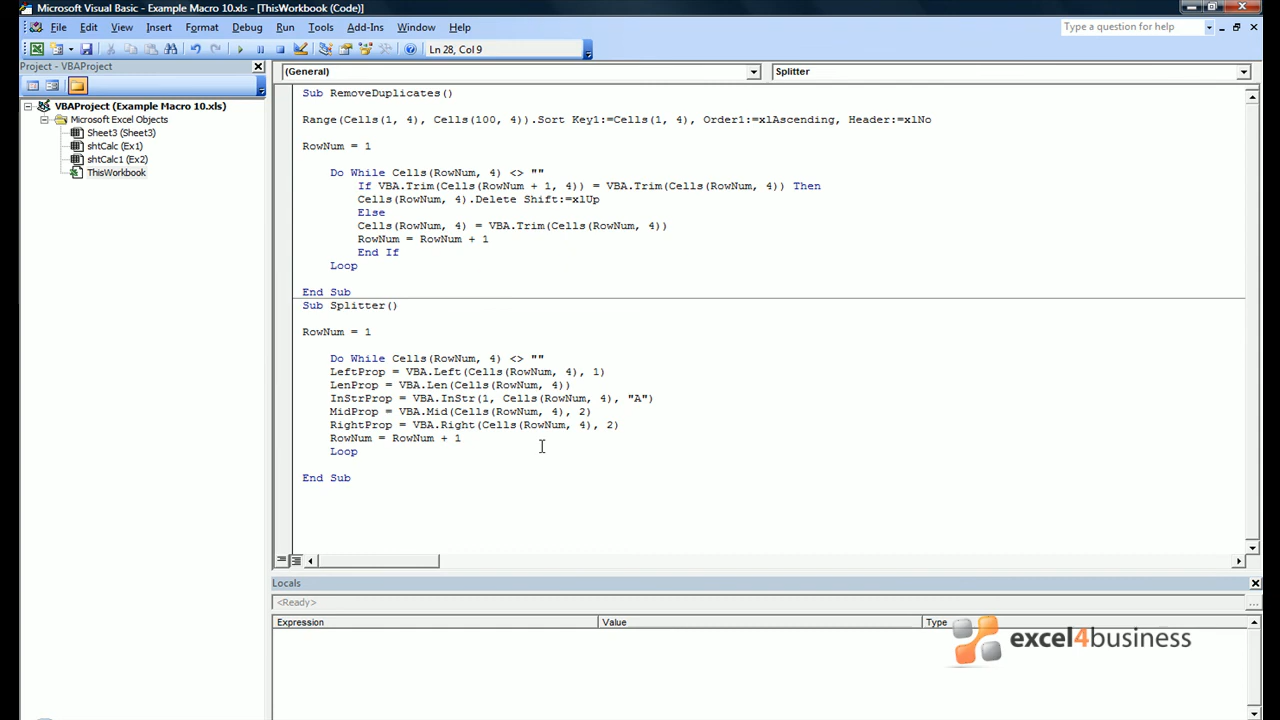 Microsoft Visual Basic - Example Macro 10.xls - [ThisWorkbook (Code)]
File Edit View Insert Format Debug Run Tools Add-Ins Window Help
Type a question for help
Ln 28, Col 9
Project - VBAProject
(General)
Splitter
VBAProject (Example Macro 10.xls)
Microsoft Excel Objects
Sheet3 (Sheet3)
shtCalc (Ex1)
shtCalc1 (Ex2)
ThisWorkbook
Sub RemoveDuplicates()
Range(Cells(1, 4), Cells(100, 4)).Sort Key1:=Cells(1, 4), Order1:=xlAscending, Header:=xlNo
RowNum = 1
Do While Cells(RowNum, 4) <> ""
If VBA.Trim(Cells(RowNum + 1, 4)) = VBA.Trim(Cells(RowNum, 4)) Then
Cells(RowNum, 4).Delete Shift:=xlUp
Else
Cells(RowNum, 4) = VBA.Trim(Cells(RowNum, 4))
RowNum = RowNum + 1
End If
Loop
End Sub
Sub Splitter()
RowNum = 1
Do While Cells(RowNum, 4) <> ""
LeftProp = VBA.Left(Cells(RowNum, 4), 1)
LenProp = VBA.Len(Cells(RowNum, 4))
InStrProp = VBA.InStr(1, Cells(RowNum, 4), "A")
MidProp = VBA.Mid(Cells(RowNum, 4), 2)
RightProp = VBA.Right(Cells(RowNum, 4), 2)
RowNum = RowNum + 1
Loop
End Sub
Locals
<Ready>
Expression Value Type
excel4business